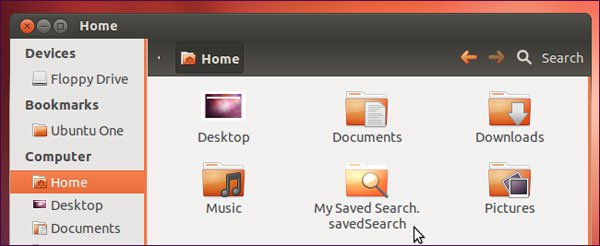 Home
Devices
Floppy Drive
Bookmarks
Ubuntu One
Computer
Home
Desktop
Documents
Home
Search
Desktop
Documents
Downloads
Music
My Saved Search.
savedSearch
Pictures